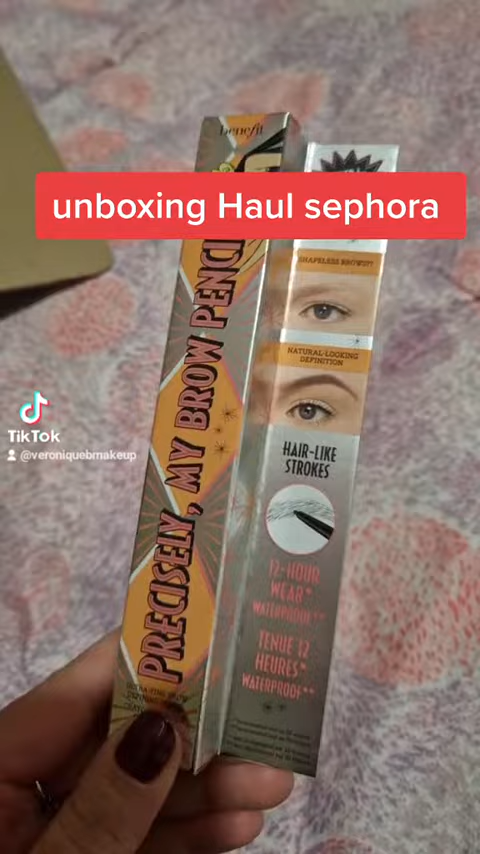 benefit
unboxing Haul sephora
PRECISELY, MY BROW PENCIL
SHAPELESS BROWS??
NATURAL-LOOKING
DEFINITION
HAIR-LIKE
STROKES
12-HOUR
WEAR*
WATERPROOF**
TENUE 12
HEURES*
WATERPROOF**
TikTok
@veroniquebmakeup